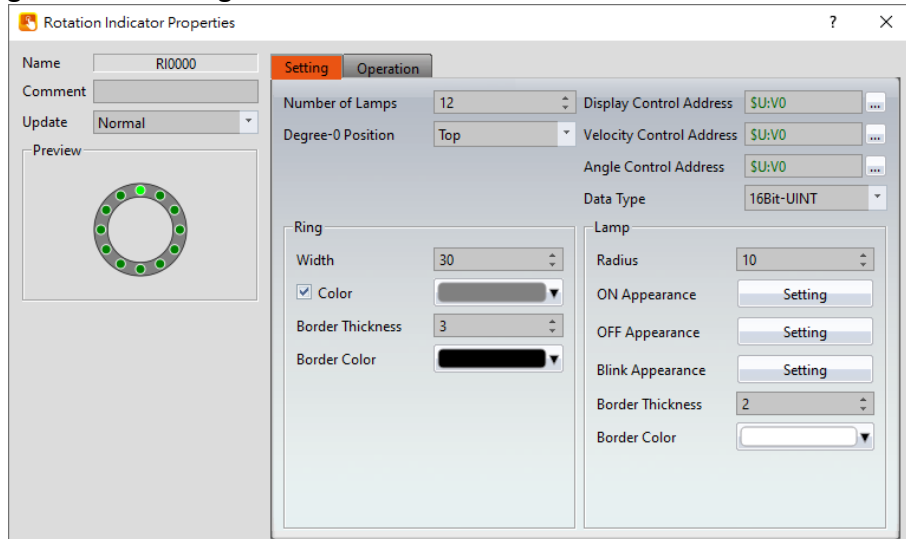 Rotation Indicator Properties ? ×
Name RI0000
Comment
Update Normal
Preview
Setting Operation
Number of Lamps 12 Display Control Address $U:V0 ...
Degree-0 Position Top Velocity Control Address $U:V0 ...
Angle Control Address $U:V0 ...
Data Type 16Bit-UINT
Ring
Width 30
Color
Border Thickness 3
Border Color
Lamp
Radius 10
ON Appearance Setting
OFF Appearance Setting
Blink Appearance Setting
Border Thickness 2
Border Color